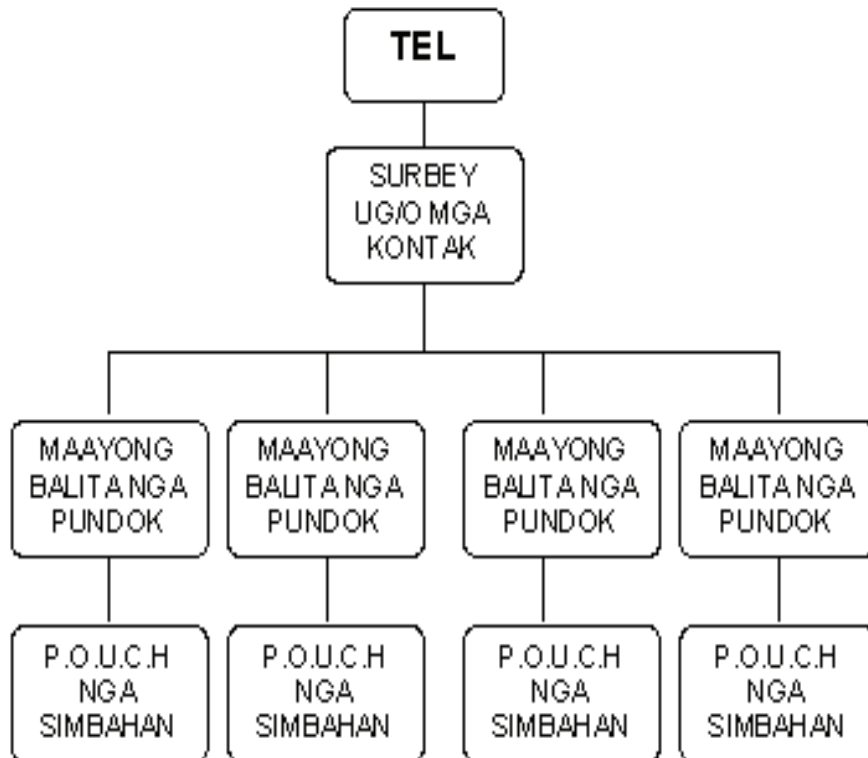 TEL
SURBEY
UG/O MGA
KONTAK
MAAYONG
BALITA NGA
PUNDOK
MAAYONG
BALITA NGA
PUNDOK
MAAYONG
BALITA NGA
PUNDOK
MAAYONG
BALITA NGA
PUNDOK
P.O.U.C.H
NGA
SIMBAHAN
P.O.U.C.H
NGA
SIMBAHAN
P.O.U.C.H
NGA
SIMBAHAN
P.O.U.C.H
NGA
SIMBAHAN